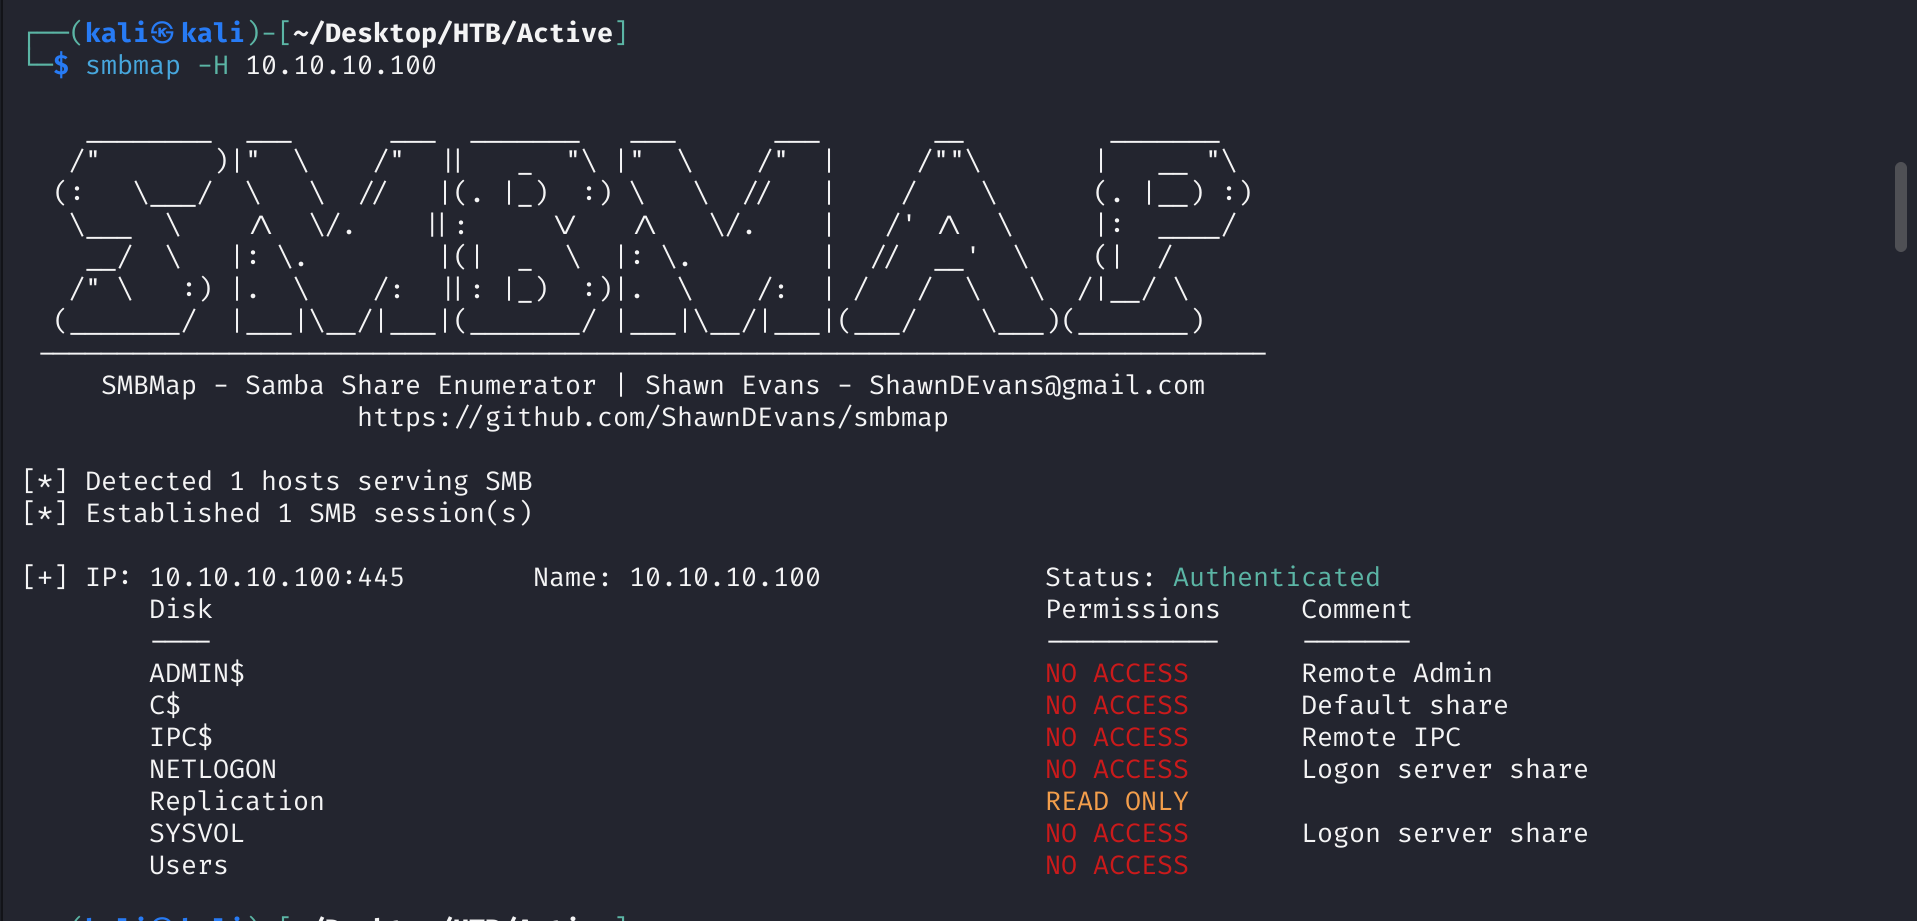 (kali㉿kali)-[~/Desktop/HTB/Active]
$ smbmap -H 10.10.10.100
SMBMap - Samba Share Enumerator | Shawn Evans - ShawnDEvans@gmail.com
https://github.com/ShawnDEvans/smbmap
[*] Detected 1 hosts serving SMB
[*] Established 1 SMB session(s)
[+] IP: 10.10.10.100:445 Name: 10.10.10.100 Status: Authenticated
Disk Permissions Comment
---- ----------- -------
ADMIN$ NO ACCESS Remote Admin
C$ NO ACCESS Default share
IPC$ NO ACCESS Remote IPC
NETLOGON NO ACCESS Logon server share
Replication READ ONLY
SYSVOL NO ACCESS Logon server share
Users NO ACCESS